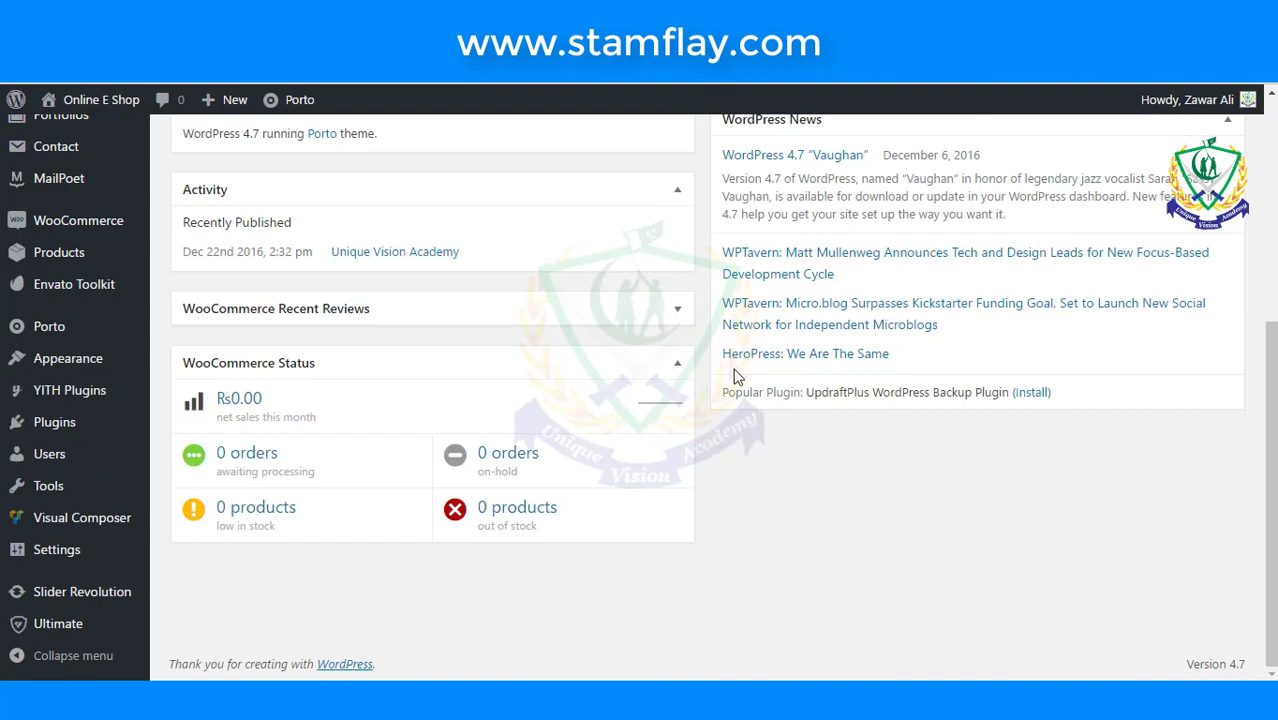 www.stamflay.com
Online E Shop
0
New
Porto
Howdy, Zawar Ali
Portfolios
Contact
MailPoet
WooCommerce
Products
Envato Toolkit
Porto
Appearance
YITH Plugins
Plugins
Users
Tools
Visual Composer
Settings
Slider Revolution
Ultimate
Collapse menu
WordPress 4.7 running Porto theme.
Activity
Recently Published
Dec 22nd 2016, 2:32 pm
Unique Vision Academy
WooCommerce Recent Reviews
WooCommerce Status
₨0.00
net sales this month
0 orders
awaiting processing
0 orders
on-hold
0 products
low in stock
0 products
out of stock
WordPress News
WordPress 4.7 “Vaughan”
December 6, 2016
Version 4.7 of WordPress, named “Vaughan” in honor of legendary jazz vocalist Sarah
Vaughan, is available for download or update in your WordPress dashboard. New features in
4.7 help you get your site set up the way you want it.
WPTavern: Matt Mullenweg Announces Tech and Design Leads for New Focus-Based
Development Cycle
WPTavern: Micro.blog Surpasses Kickstarter Funding Goal, Set to Launch New Social
Network for Independent Microblogs
HeroPress: We Are The Same
Popular Plugin: UpdraftPlus WordPress Backup Plugin (Install)
Unique Vision Academy
Unique Vision Academy
Thank you for creating with WordPress.
Version 4.7